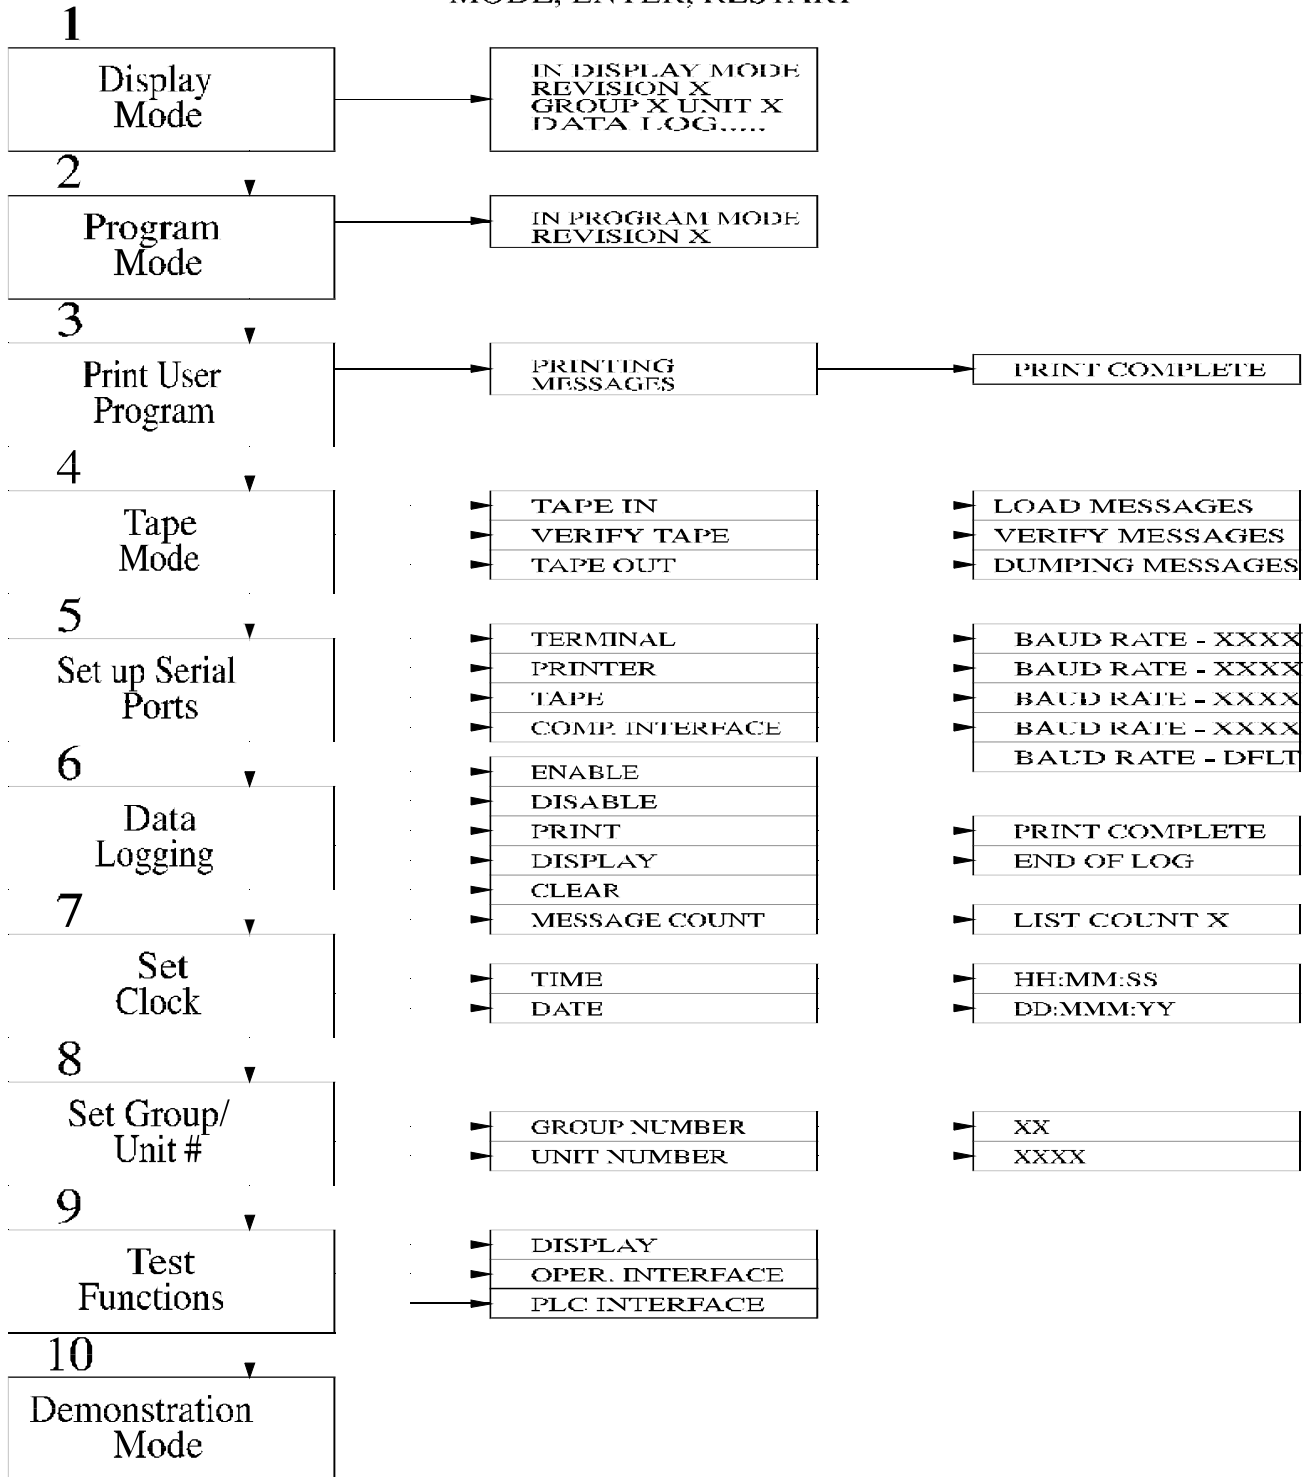 MODE, ENTER, RESTART
1
Display
Mode
IN DISPLAY MODE
REVISION X
GROUP X UNIT X
DATA LOG.....
2
Program
Mode
IN PROGRAM MODE
REVISION X
3
Print User
Program
PRINTING
MESSAGES
PRINT COMPLETE
4
Tape
Mode
TAPE IN
VERIFY TAPE
TAPE OUT
LOAD MESSAGES
VERIFY MESSAGES
DUMPING MESSAGES
5
Set up Serial
Ports
TERMINAL
PRINTER
TAPE
COMP. INTERFACE
BAUD RATE - XXXX
BAUD RATE - XXXX
BAUD RATE - XXXX
BAUD RATE - XXXX
BAUD RATE - DFLT
6
Data
Logging
ENABLE
DISABLE
PRINT
DISPLAY
CLEAR
MESSAGE COUNT
PRINT COMPLETE
END OF LOG
LIST COUNT X
7
Set
Clock
TIME
DATE
HH:MM:SS
DD:MMM:YY
8
Set Group/
Unit #
GROUP NUMBER
UNIT NUMBER
XX
XXXX
9
Test
Functions
DISPLAY
OPER. INTERFACE
PLC INTERFACE
10
Demonstration
Mode